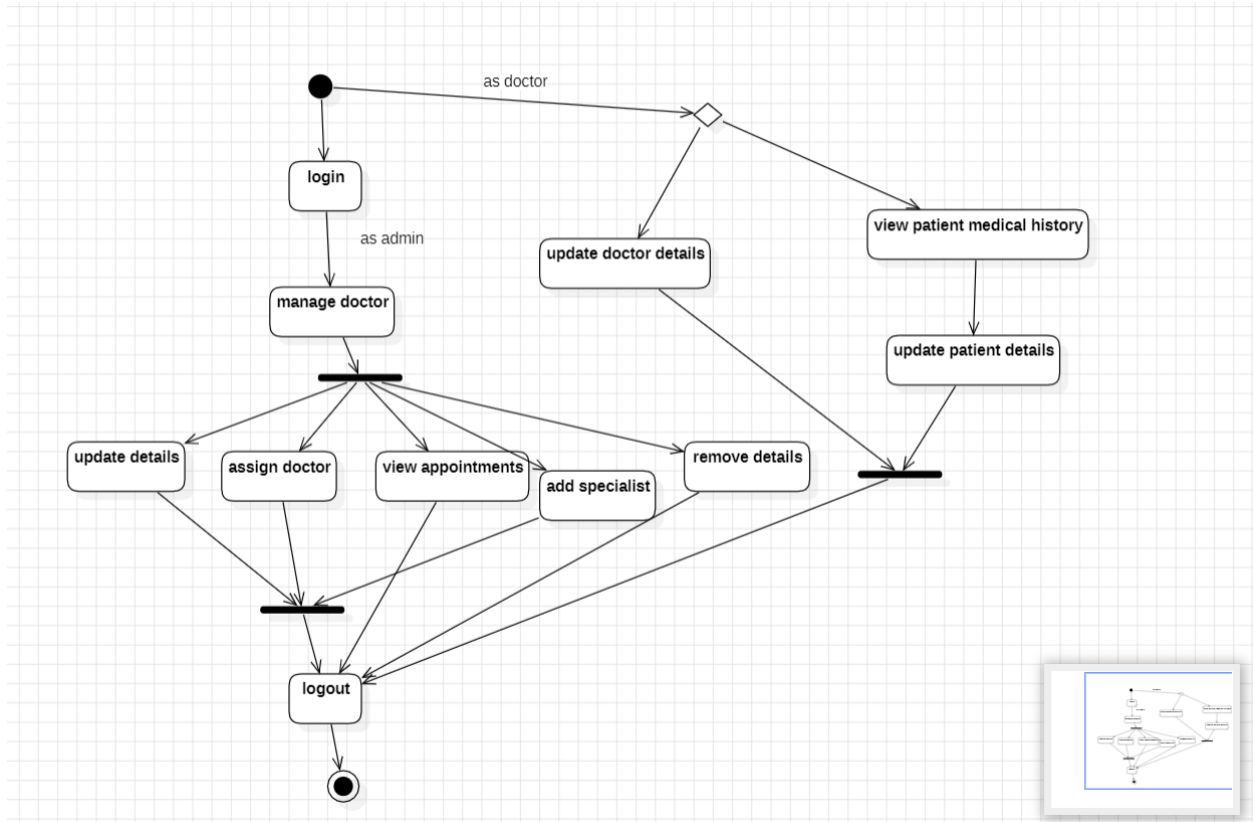 as doctor
login
view patient medical history
as admin
update doctor details
manage doctor
update patient details
update details
assign doctor
view appointments
add specialist
remove details
logout